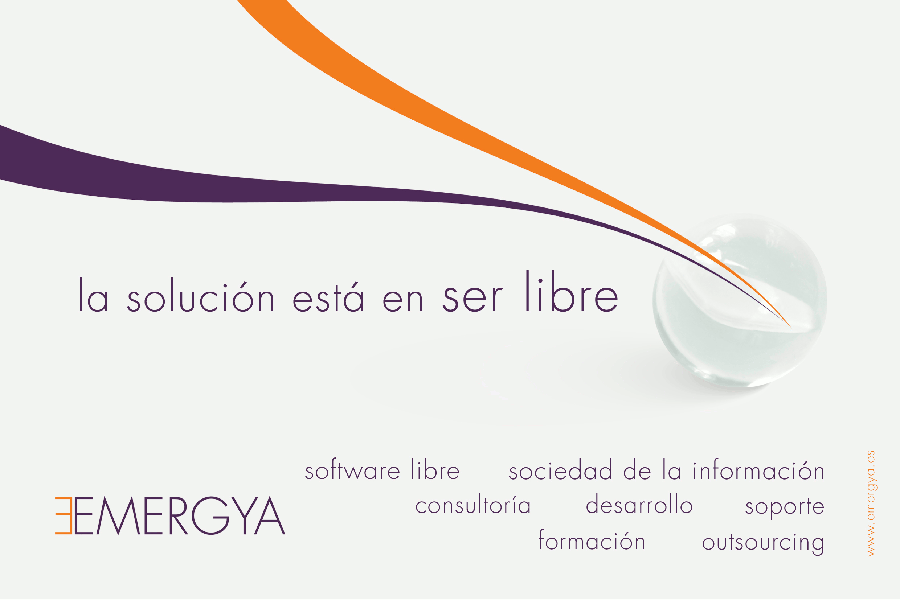 la solución está en ser libre
software libre sociedad de la información
consultoría desarrollo soporte
formación outsourcing
EMERGYA
www.emergya.es